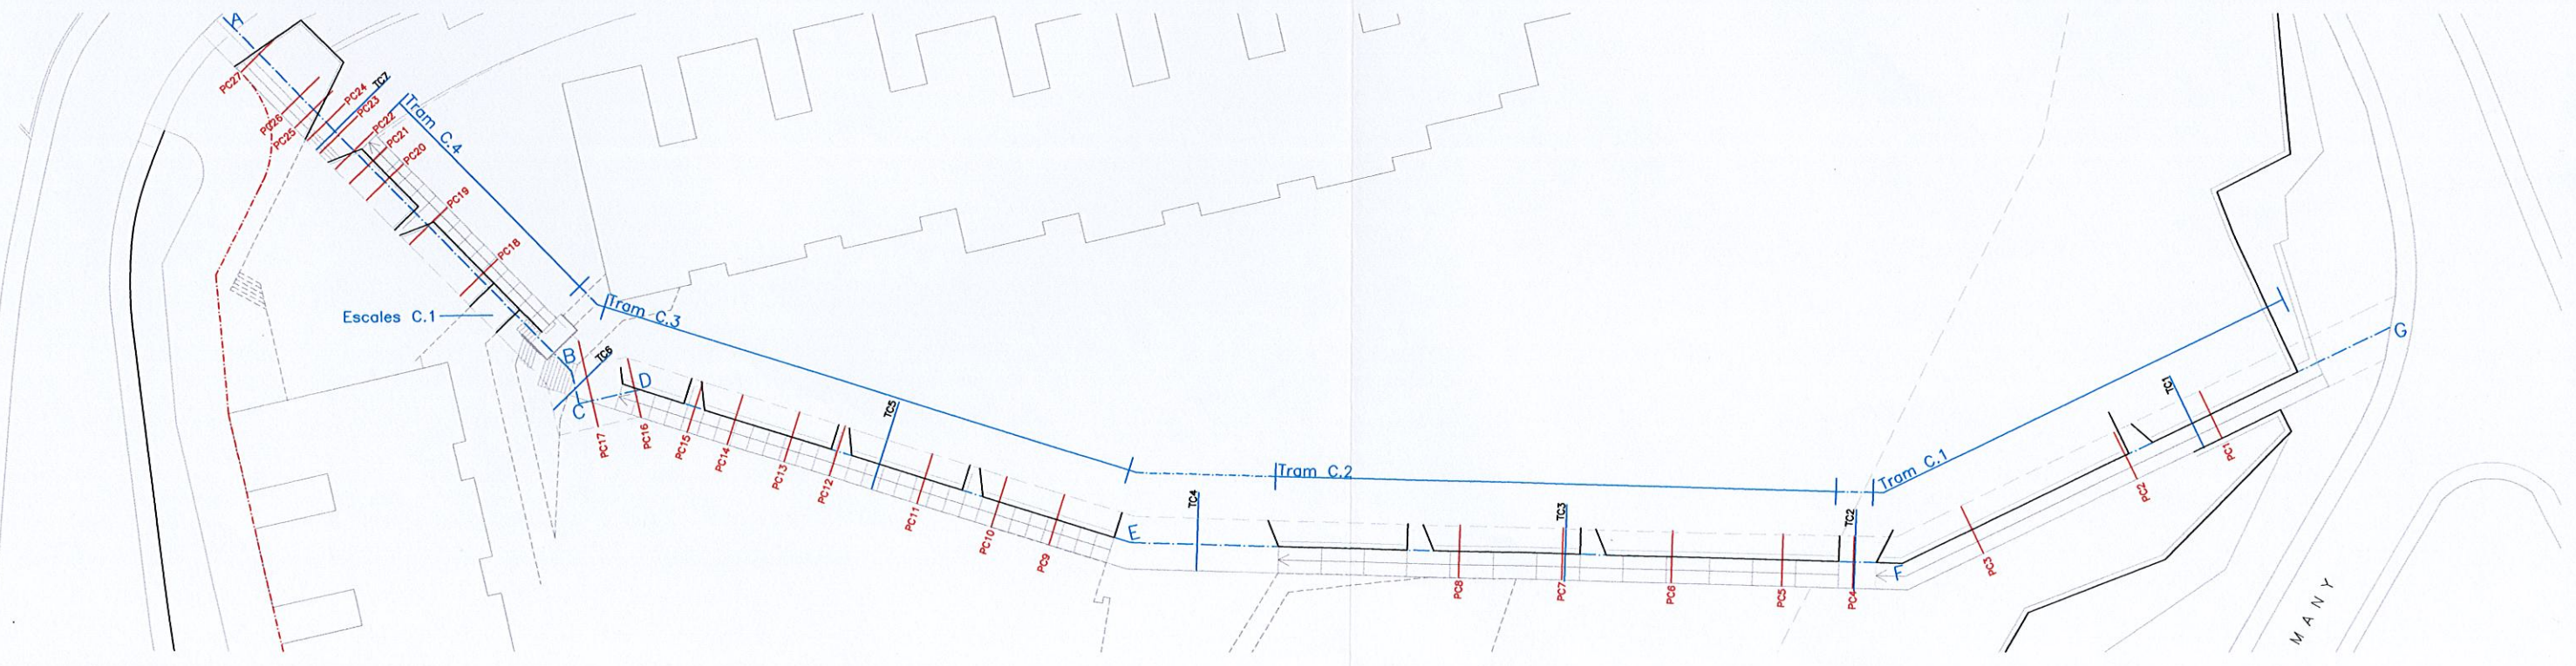 A
PC27
PC26
PC25
PC24
TC7
PC23
PC22
PC21
PC20
Tram C.4
PC19
PC18
Escales C.1
Tram C.3
B
TC6
C
D
PC17
PC16
PC15
PC14
PC13
PC12
TC5
PC11
PC10
PC9
E
TC4
Tram C.2
PC8
TC3
PC7
PC6
PC5
TC2
PC4
Tram C.1
F
PC3
PC2
TC1
PC1
G
MANY